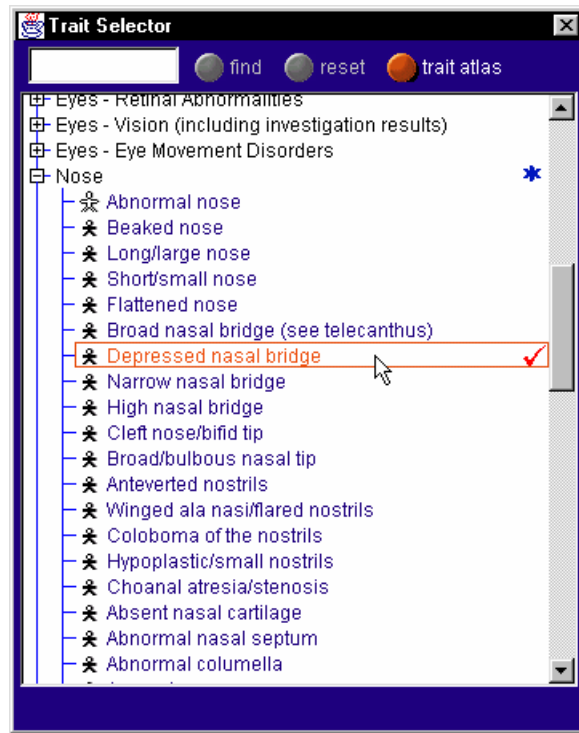 Trait Selector
find reset trait atlas
Eyes - Retinal Abnormalities
Eyes - Vision (including investigation results)
Eyes - Eye Movement Disorders
Nose
Abnormal nose
Beaked nose
Long/large nose
Short/small nose
Flattened nose
Broad nasal bridge (see telecanthus)
Depressed nasal bridge
Narrow nasal bridge
High nasal bridge
Cleft nose/bifid tip
Broad/bulbous nasal tip
Anteverted nostrils
Winged ala nasi/flared nostrils
Coloboma of the nostrils
Hypoplastic/small nostrils
Choanal atresia/stenosis
Absent nasal cartilage
Abnormal nasal septum
Abnormal columella